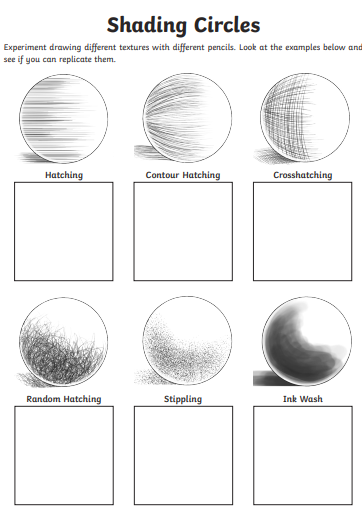 Shading Circles
Experiment drawing different textures with different pencils. Look at the examples below and
see if you can replicate them.
Hatching Contour Hatching Crosshatching
Random Hatching Stippling Ink Wash